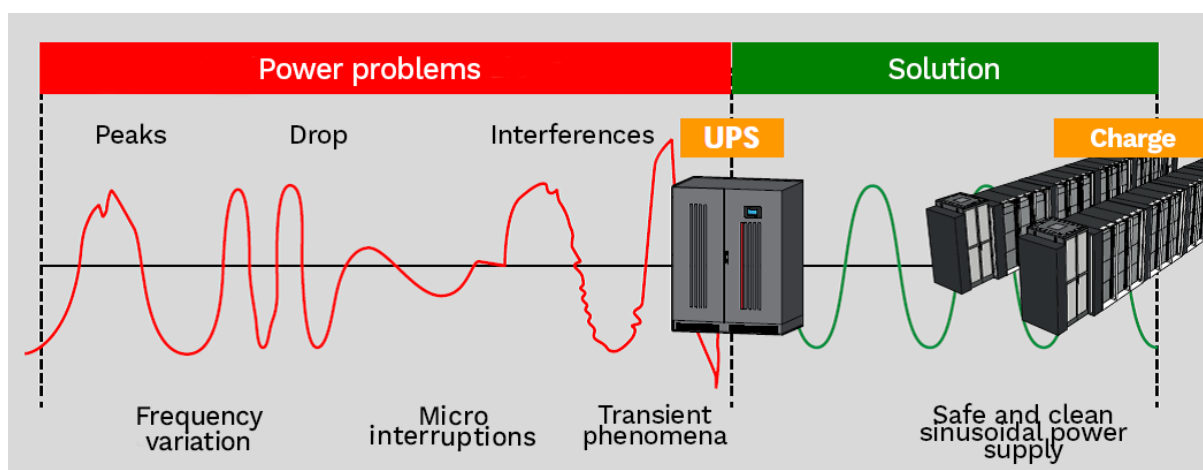 Power problems
Solution
Peaks
Drop
Interferences
UPS
Charge
Frequency
variation
Micro
interruptions
Transient
phenomena
Safe and clean
sinusoidal power
supply